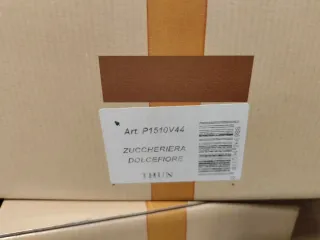 Art. P1510V44
ZUCCHERIERA
DOLCEFIORE
THUN